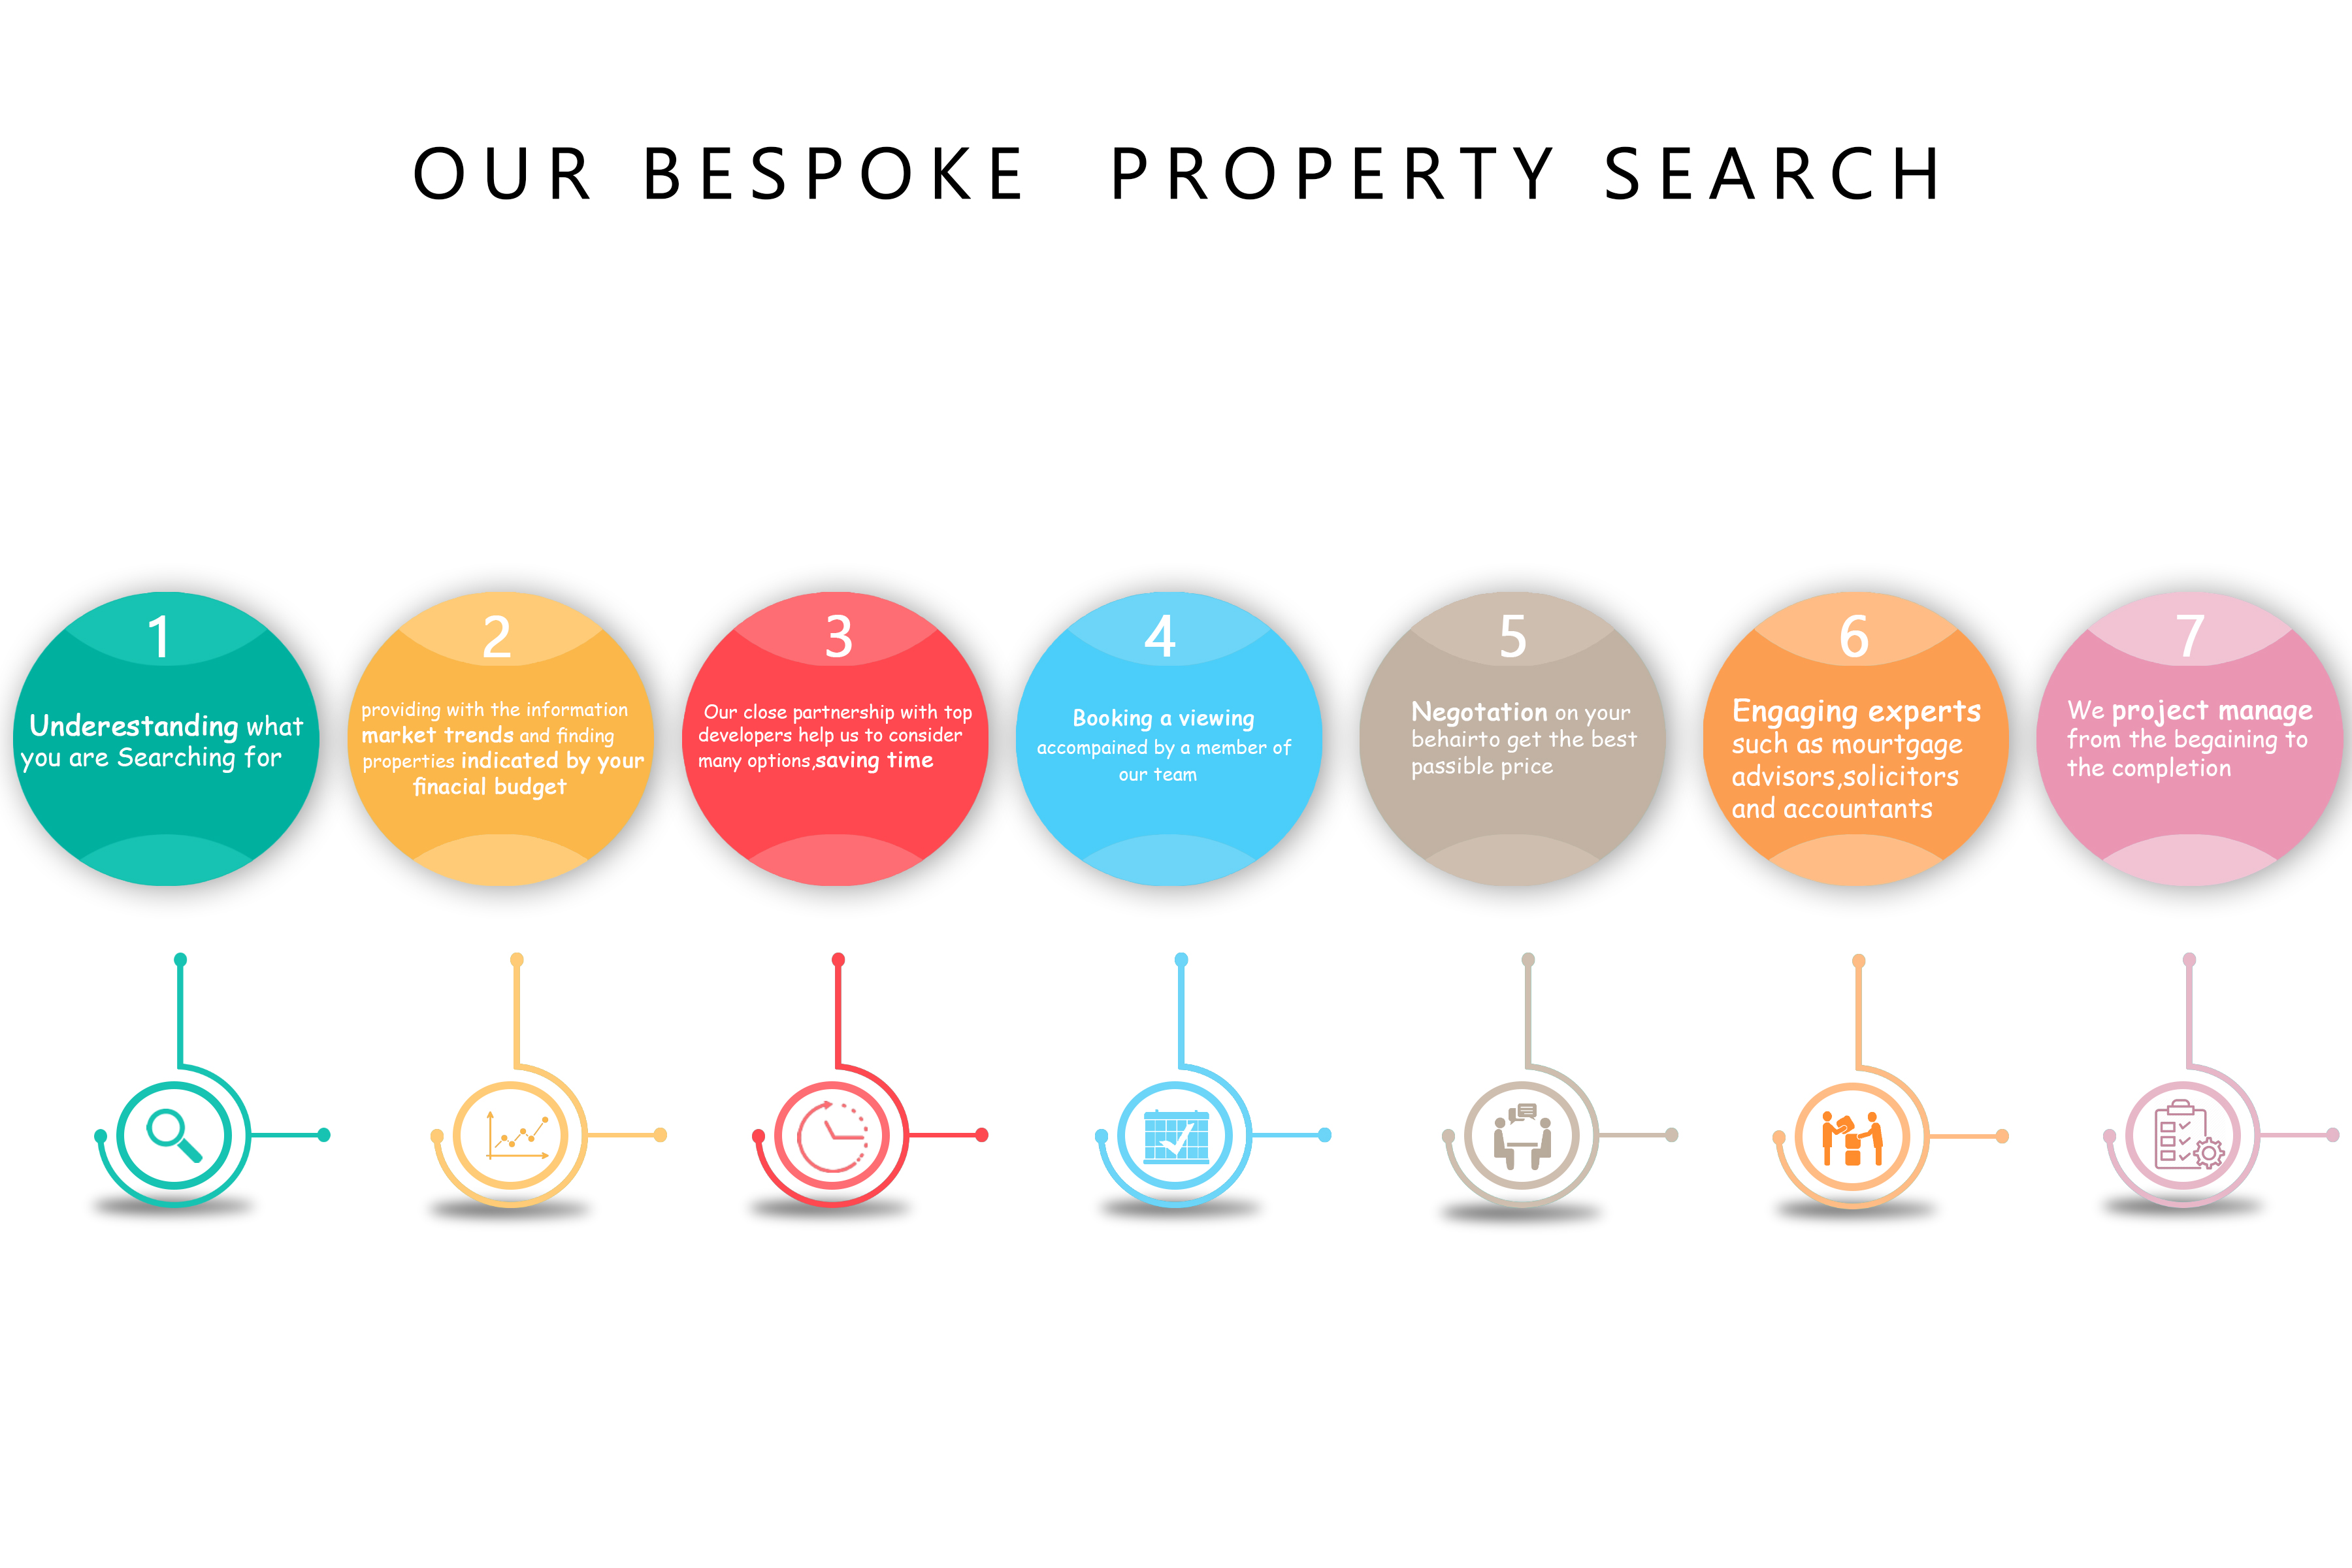 OUR BESPOKE PROPERTY SEARCH
1
Underestanding what
you are Searching for
2
providing with the information
market trends and finding
properties indicated by your
finacial budget
3
Our close partnership with top
developers help us to consider
many options,saving time
4
Booking a viewing
accompained by a member of
our team
5
Negotation on your
behairto get the best
passible price
6
Engaging experts
such as mourtgage
advisors,solicitors
and accountants
7
We project manage
from the begaining to
the completion